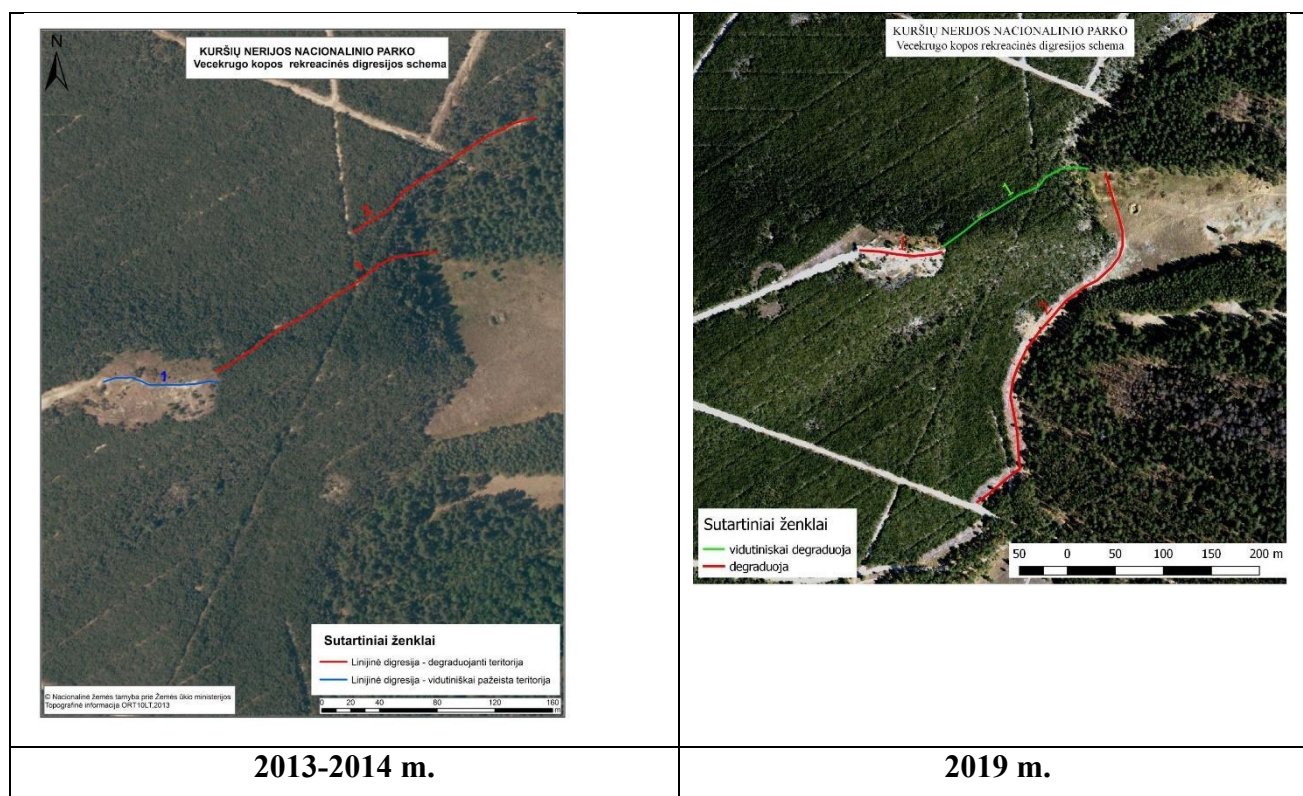 KURŠIŲ NERIJOS NACIONALINIO PARKO
Vecekrugo kopos rekreacinės digresijos schema
N
1
Sutartiniai ženklai
Linijinė digresija - degraduojanti teritorija
Linijinė digresija - vidutiniškai pažeista teritorija
© Nacionalinė žemės tarnyba prie Žemės ūkio ministerijos
Topografinė informacija ORT10LT,2013
0 20 40 80 120 160
m
KURŠIŲ NERIJOS NACIONALINIO PARKO
Vecekrugo kopos rekreacinės digresijos schema
1
1
Sutartiniai ženklai
vidutiniskai degraduoja
degraduoja
50 0 50 100 150 200 m
2013-2014 m.
2019 m.